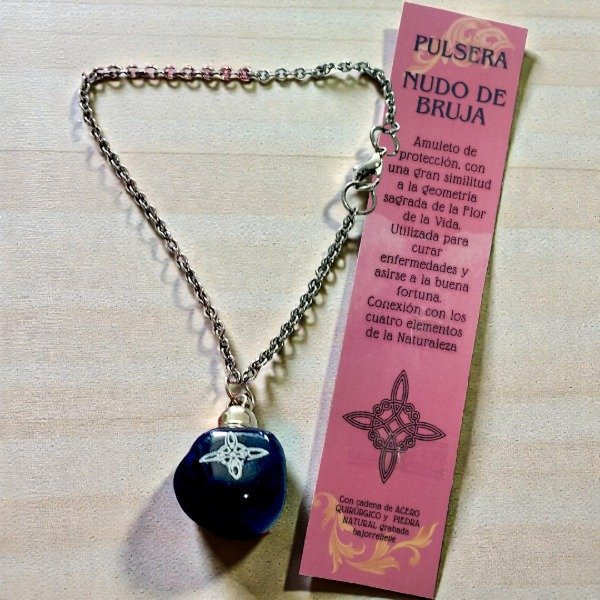 PULSERA
NUDO DE
BRUJA
Amuleto de
protección, con
una gran similitud
a la geometría
sagrada de la Flor
de la Vida.
Utilizada para
curar
enfermedades y
asirse a la buena
fortuna.
Conexión con los
cuatro elementos
de la Naturaleza
Con cadena de ACERO
QUIRÚRGICO y PIEDRA
NATURAL grabada
bajorrelieve